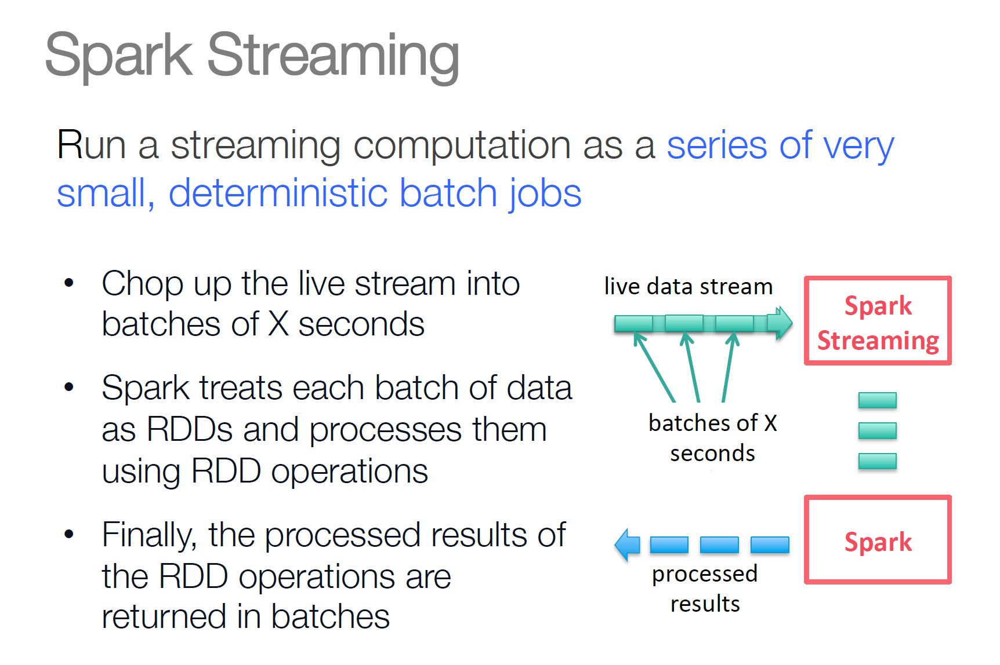 Spark Streaming
Run a streaming computation as a series of very
small, deterministic batch jobs
• Chop up the live stream into
batches of X seconds
• Spark treats each batch of data
as RDDs and processes them
using RDD operations
• Finally, the processed results of
the RDD operations are
returned in batches
live data stream
Spark
Streaming
batches of X
seconds
Spark
processed
results